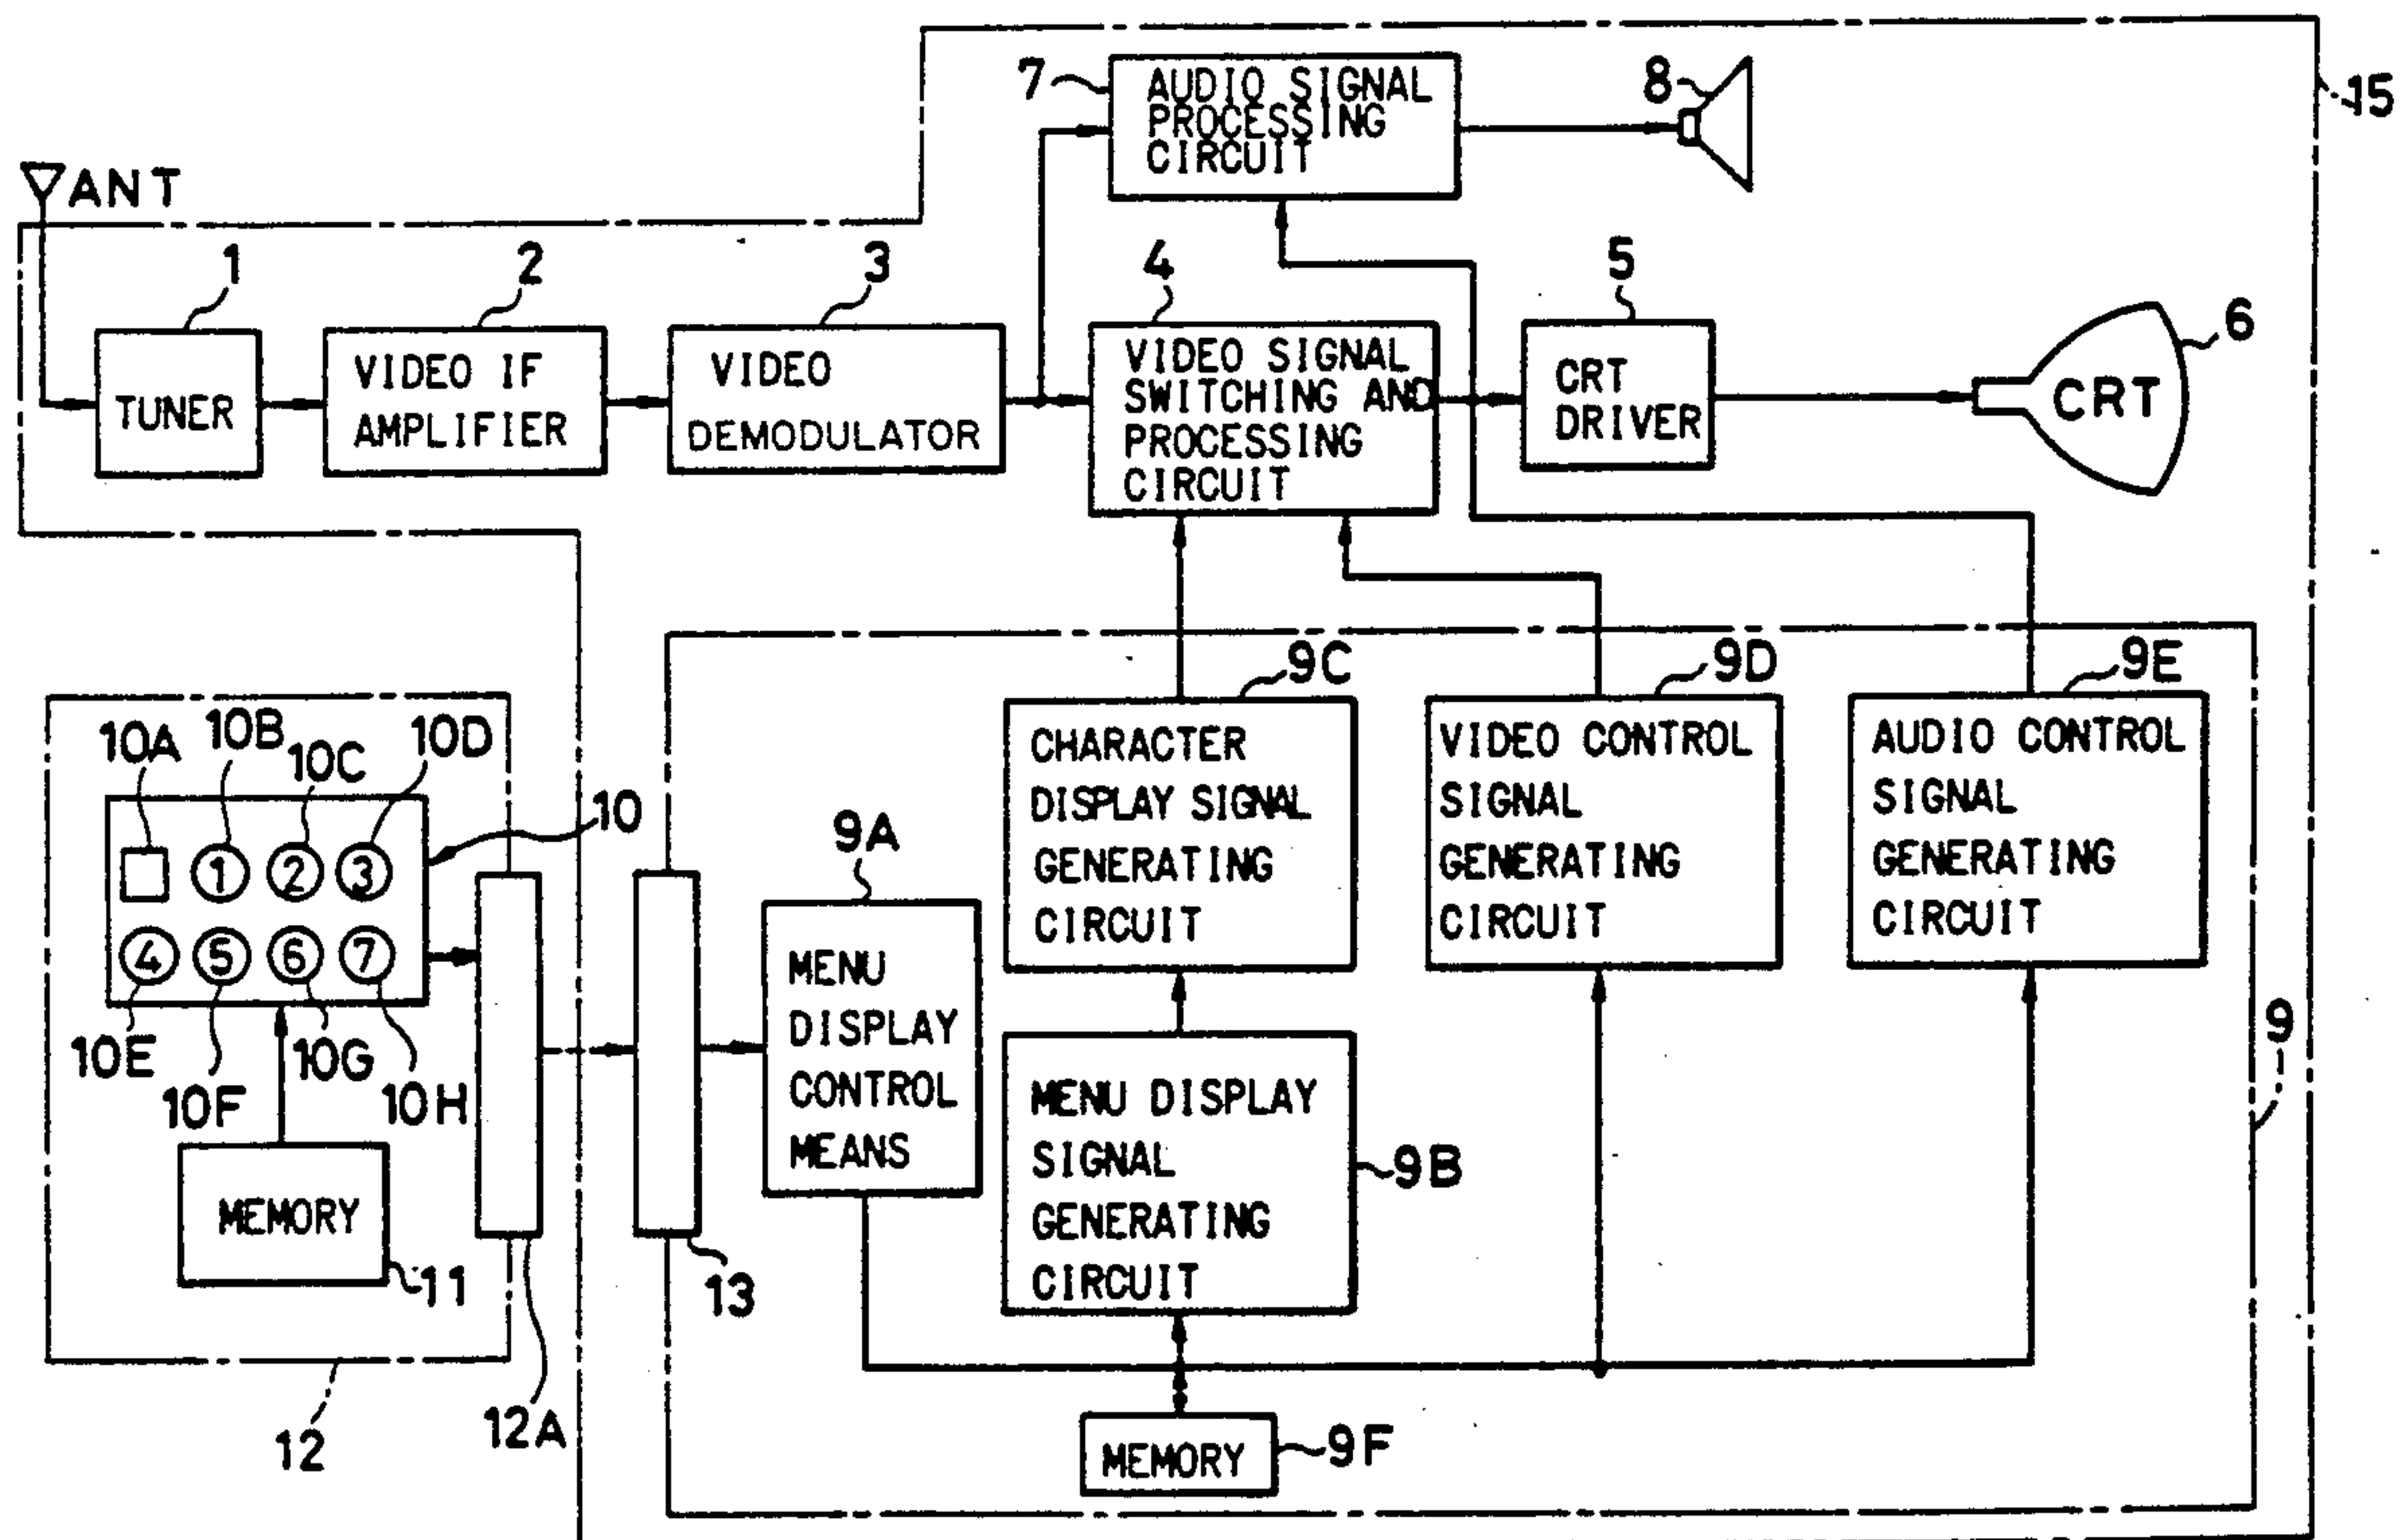 7
AUDIO SIGNAL
PROCESSING
CIRCUIT
8
15
ANT
1
2
3
4
5
6
TUNER
VIDEO IF
AMPLIFIER
VIDEO
DEMODULATOR
VIDEO SIGNAL
SWITCHING AND
PROCESSING
CIRCUIT
CRT
DRIVER
CRT
10A
10B
10C
10D
10
1
2
3
4
5
6
7
10E
10F
10G
10H
MEMORY
11
12
12A
13
9A
MENU
DISPLAY
CONTROL
MEANS
9C
CHARACTER
DISPLAY SIGNAL
GENERATING
CIRCUIT
9D
VIDEO CONTROL
SIGNAL
GENERATING
CIRCUIT
9E
AUDIO CONTROL
SIGNAL
GENERATING
CIRCUIT
MENU DISPLAY
SIGNAL
GENERATING
CIRCUIT
9B
9
MEMORY
9F